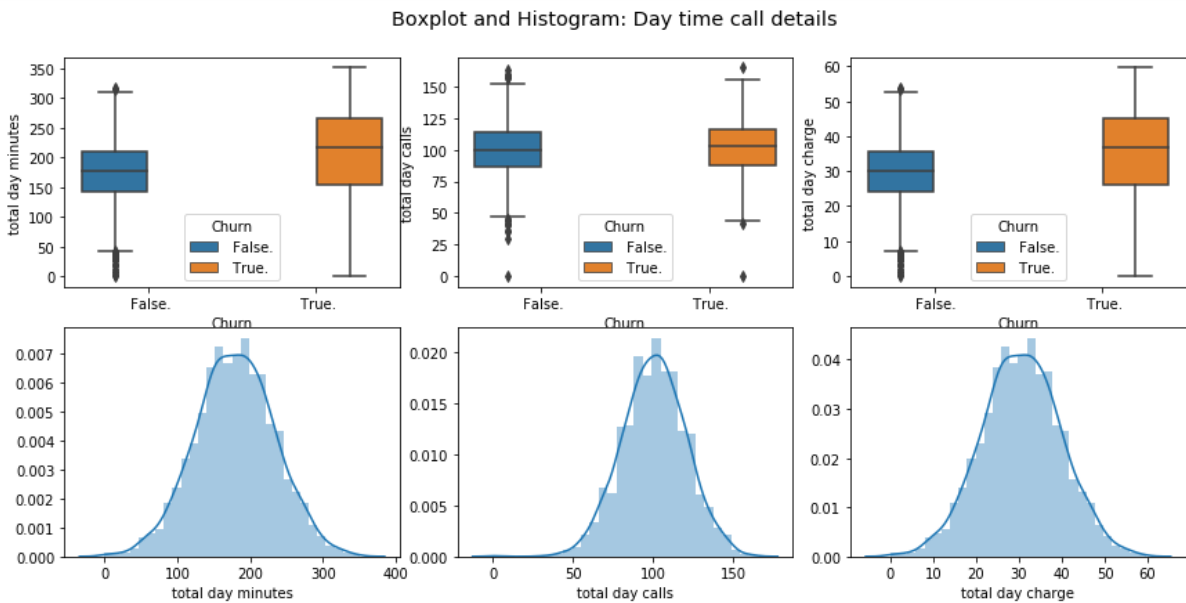 Boxplot and Histogram: Day time call details
total day minutes
350
300
250
200
150
100
50
0
Churn
False.
True.
False. True.
Churn
total day calls
150
125
100
75
50
25
0
Churn
False.
True.
False. True.
Churn
total day charge
60
50
40
30
20
10
0
Churn
False.
True.
False. True.
Churn
0.007
0.006
0.005
0.004
0.003
0.002
0.001
0.000
0 100 200 300 400
total day minutes
0.020
0.015
0.010
0.005
0.000
0 50 100 150
total day calls
0.04
0.03
0.02
0.01
0.00
0 10 20 30 40 50 60
total day charge